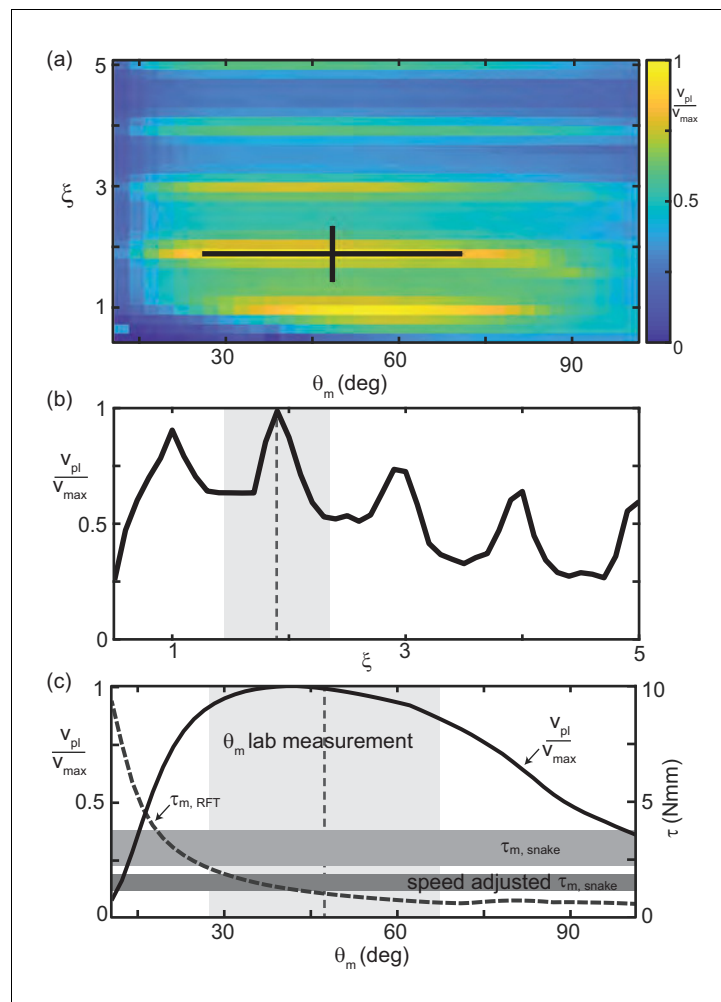 (a)
5
3
1
ξ
30
60
90
θm (deg)
1
0.5
0
vpl
vmax
(b)
1
0.5
0
vpl
vmax
1
3
5
ξ
(c)
1
0.5
0
vpl
vmax
θm lab measurement
vpl
vmax
τm, RFT
τm, snake
speed adjusted τm, snake
10
5
0
τ (Nmm)
30
60
90
θm (deg)